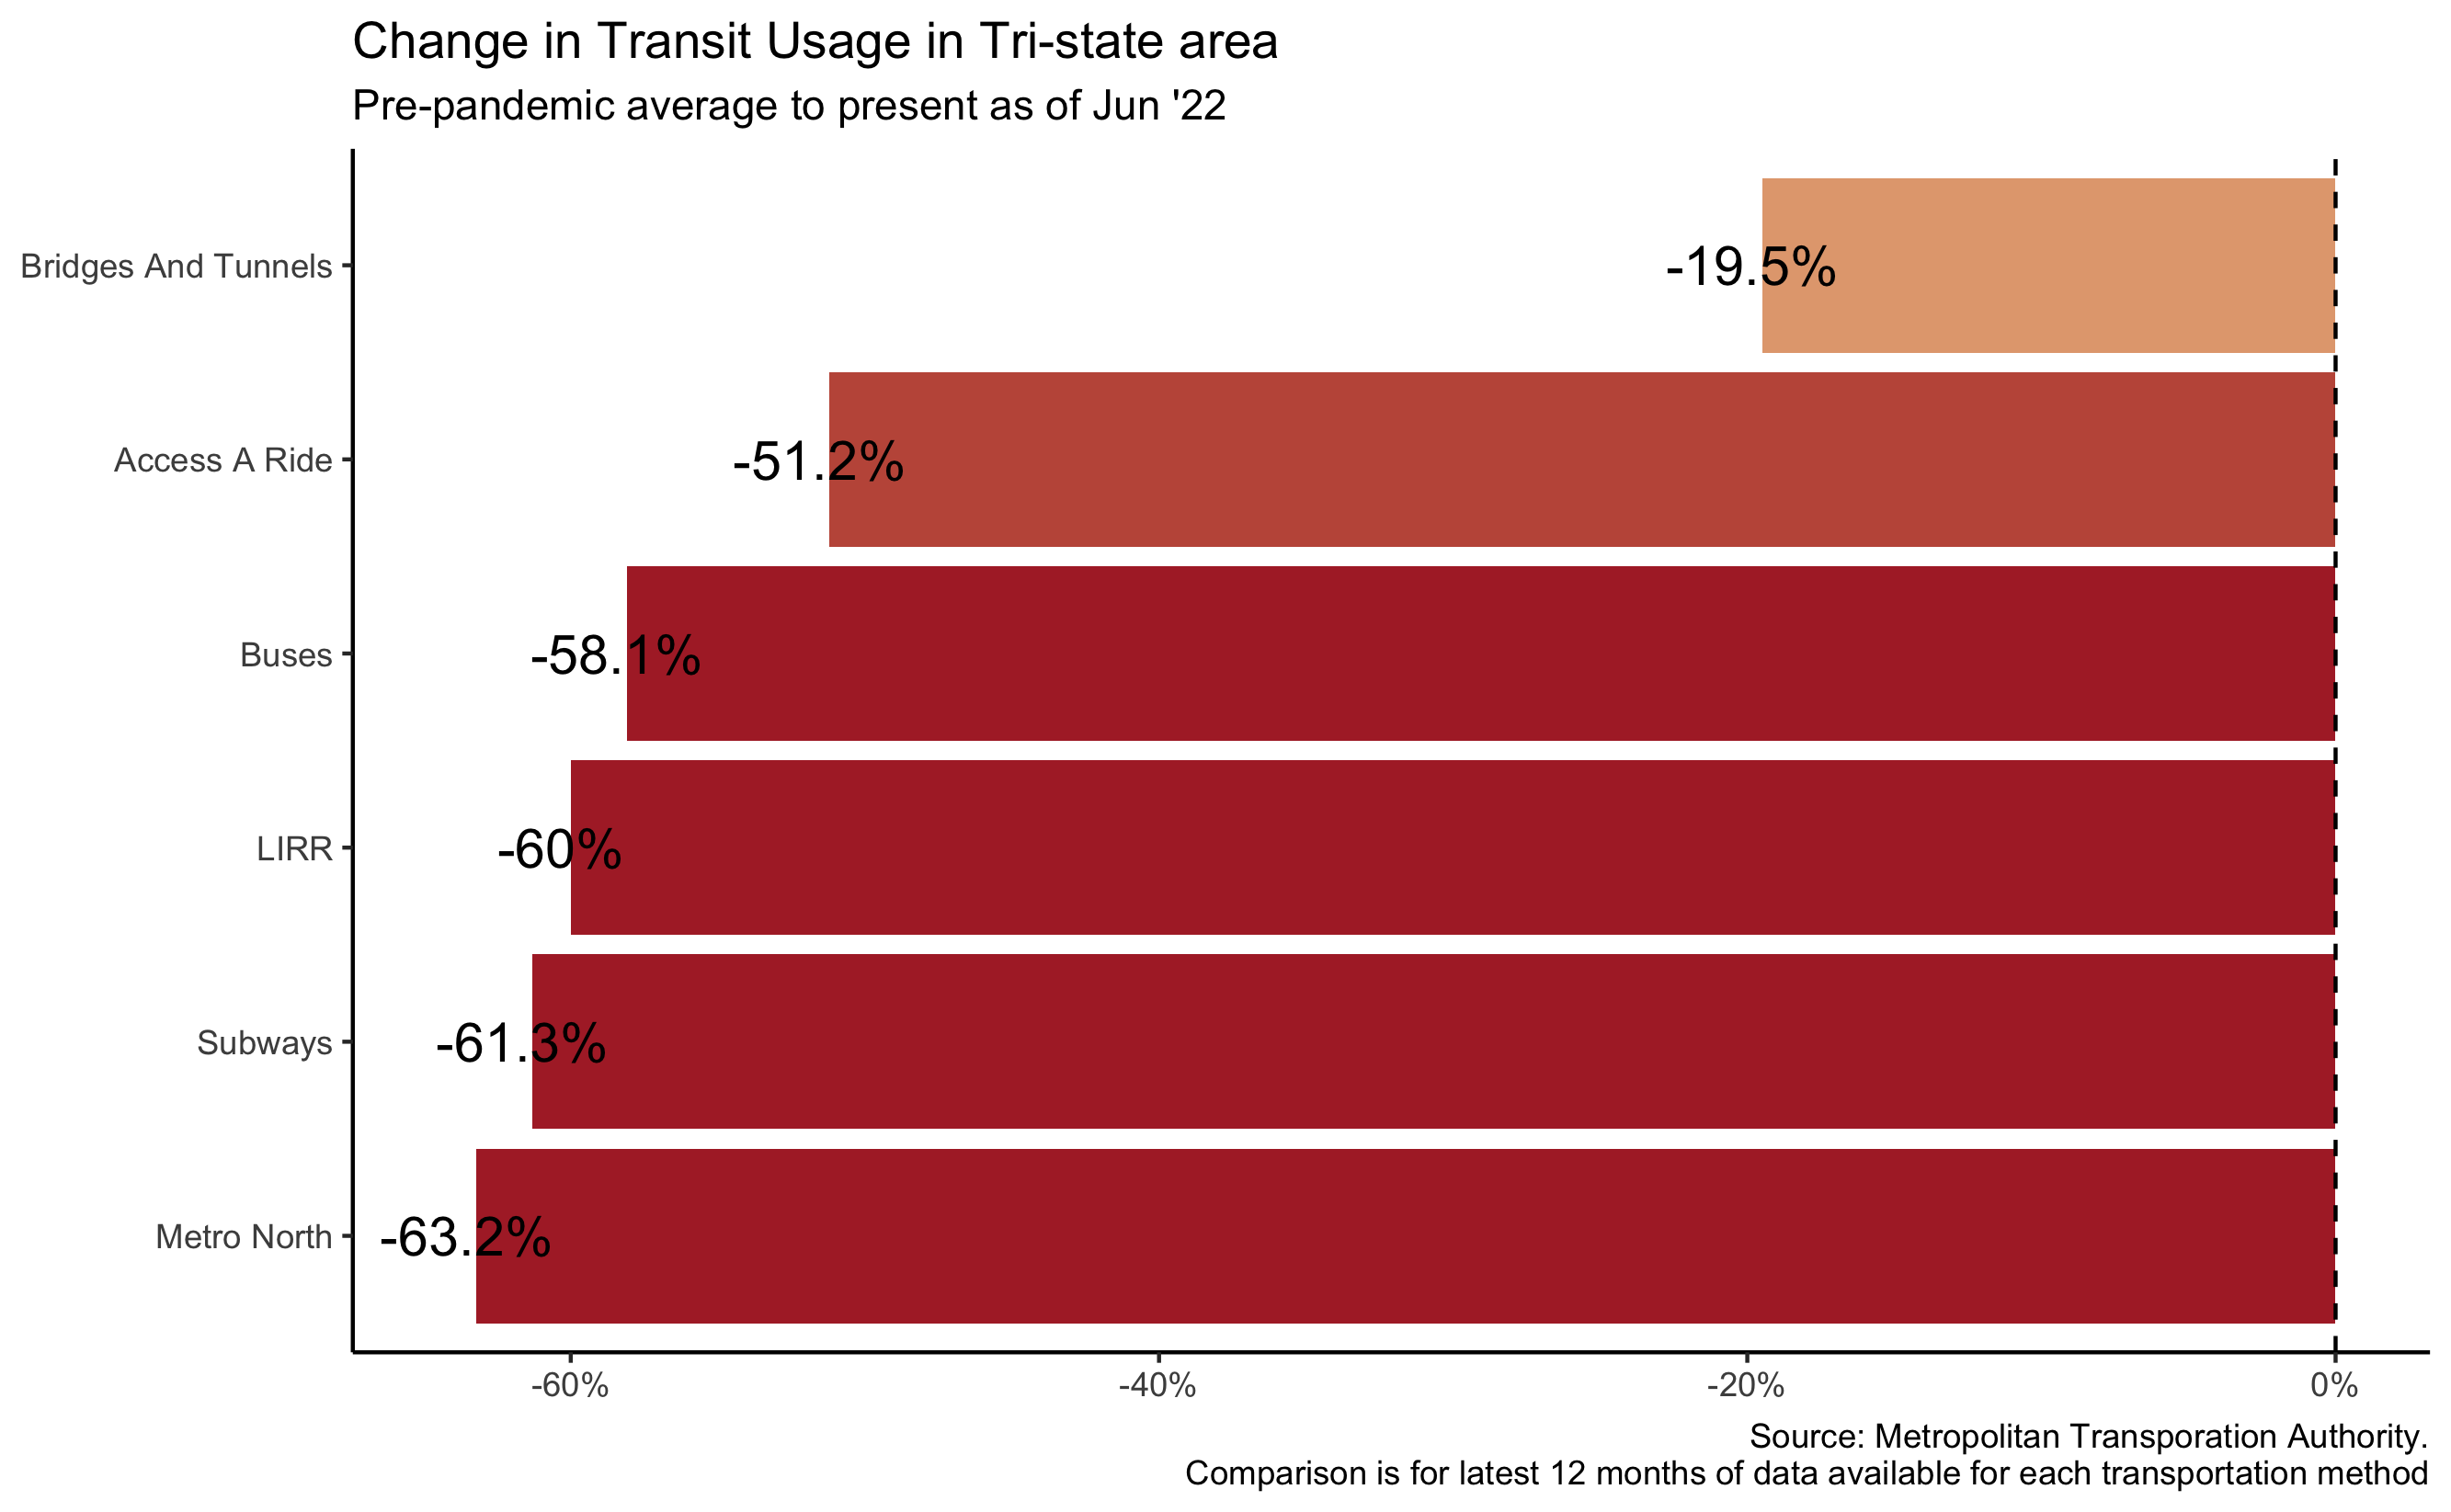 Change in Transit Usage in Tri-state area
Pre-pandemic average to present as of Jun '22
Bridges And Tunnels
-19.5%
Access A Ride
-51.2%
Buses
-58.1%
LIRR
-60%
Subways
-61.3%
Metro North
-63.2%
-60%
-40%
-20%
0%
Source: Metropolitan Transporation Authority.
Comparison is for latest 12 months of data available for each transportation method